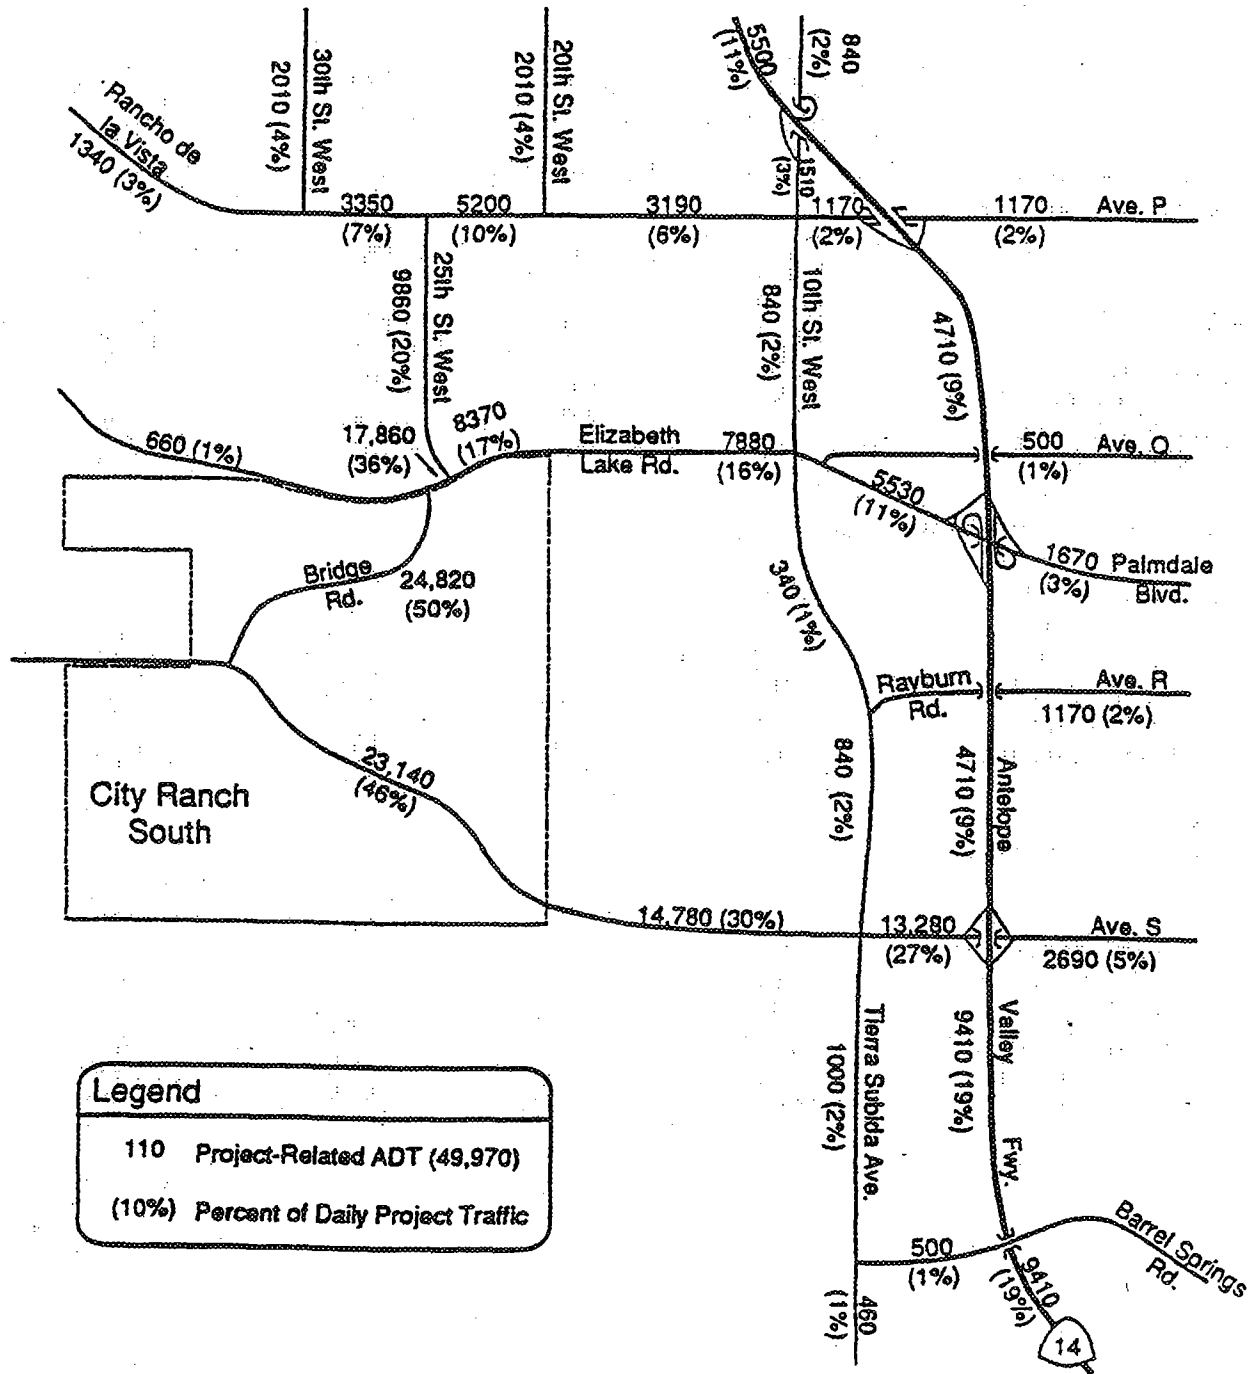 30th St. West
2010 (4%)
20th St. West
2010 (4%)
5500
(11%)
840
(2%)
Rancho de
la Vista
1340 (3%)
1510
(3%)
3350
(7%)
5200
(10%)
3190
(6%)
1170
(2%)
1170
(2%)
Ave. P
25th St. West
9860 (20%)
10th St. West
840 (2%)
4710 (9%)
660 (1%)
17,860
(36%)
8370
(17%)
Elizabeth
Lake Rd.
7880
(16%)
500
(1%)
Ave. Q
5530
(11%)
1670
(3%)
Palmdale
Blvd.
Bridge
Rd.
24,820
(50%)
340 (1%)
Rayburn
Rd.
Ave. R
1170 (2%)
City Ranch
South
23,140
(46%)
840 (2%)
4710 (9%)
Antelope
14,780 (30%)
13,280
(27%)
Ave. S
2690 (5%)
Tierra Subida Ave.
1000 (2%)
Valley
9410 (19%)
Fwy.
Legend
110 Project-Related ADT (49,970)
(10%) Percent of Daily Project Traffic
500
(1%)
Barrel Springs
Rd.
460
(1%)
9410
(19%)
14